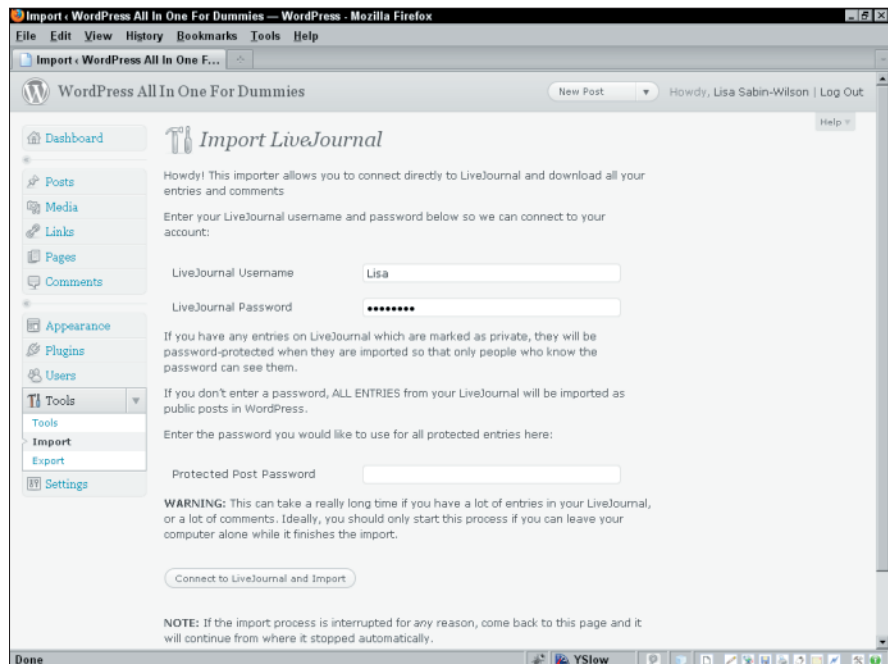 Import ‹ WordPress All In One For Dummies — WordPress - Mozilla Firefox
File Edit View History Bookmarks Tools Help
Import ‹ WordPress All In One F...
WordPress All In One For Dummies
New Post
Howdy, Lisa Sabin-Wilson | Log Out
Help
Dashboard
Posts
Media
Links
Pages
Comments
Appearance
Plugins
Users
Tools
Tools
Import
Export
Settings
Import LiveJournal
Howdy! This importer allows you to connect directly to LiveJournal and download all your
entries and comments
Enter your LiveJournal username and password below so we can connect to your
account:
LiveJournal Username
Lisa
LiveJournal Password
••••••••
If you have any entries on LiveJournal which are marked as private, they will be
password-protected when they are imported so that only people who know the
password can see them.
If you don't enter a password, ALL ENTRIES from your LiveJournal will be imported as
public posts in WordPress.
Enter the password you would like to use for all protected entries here:
Protected Post Password
WARNING: This can take a really long time if you have a lot of entries in your LiveJournal,
or a lot of comments. Ideally, you should only start this process if you can leave your
computer alone while it finishes the import.
Connect to LiveJournal and Import
NOTE: If the import process is interrupted for any reason, come back to this page and it
will continue from where it stopped automatically.
Done
YSlow